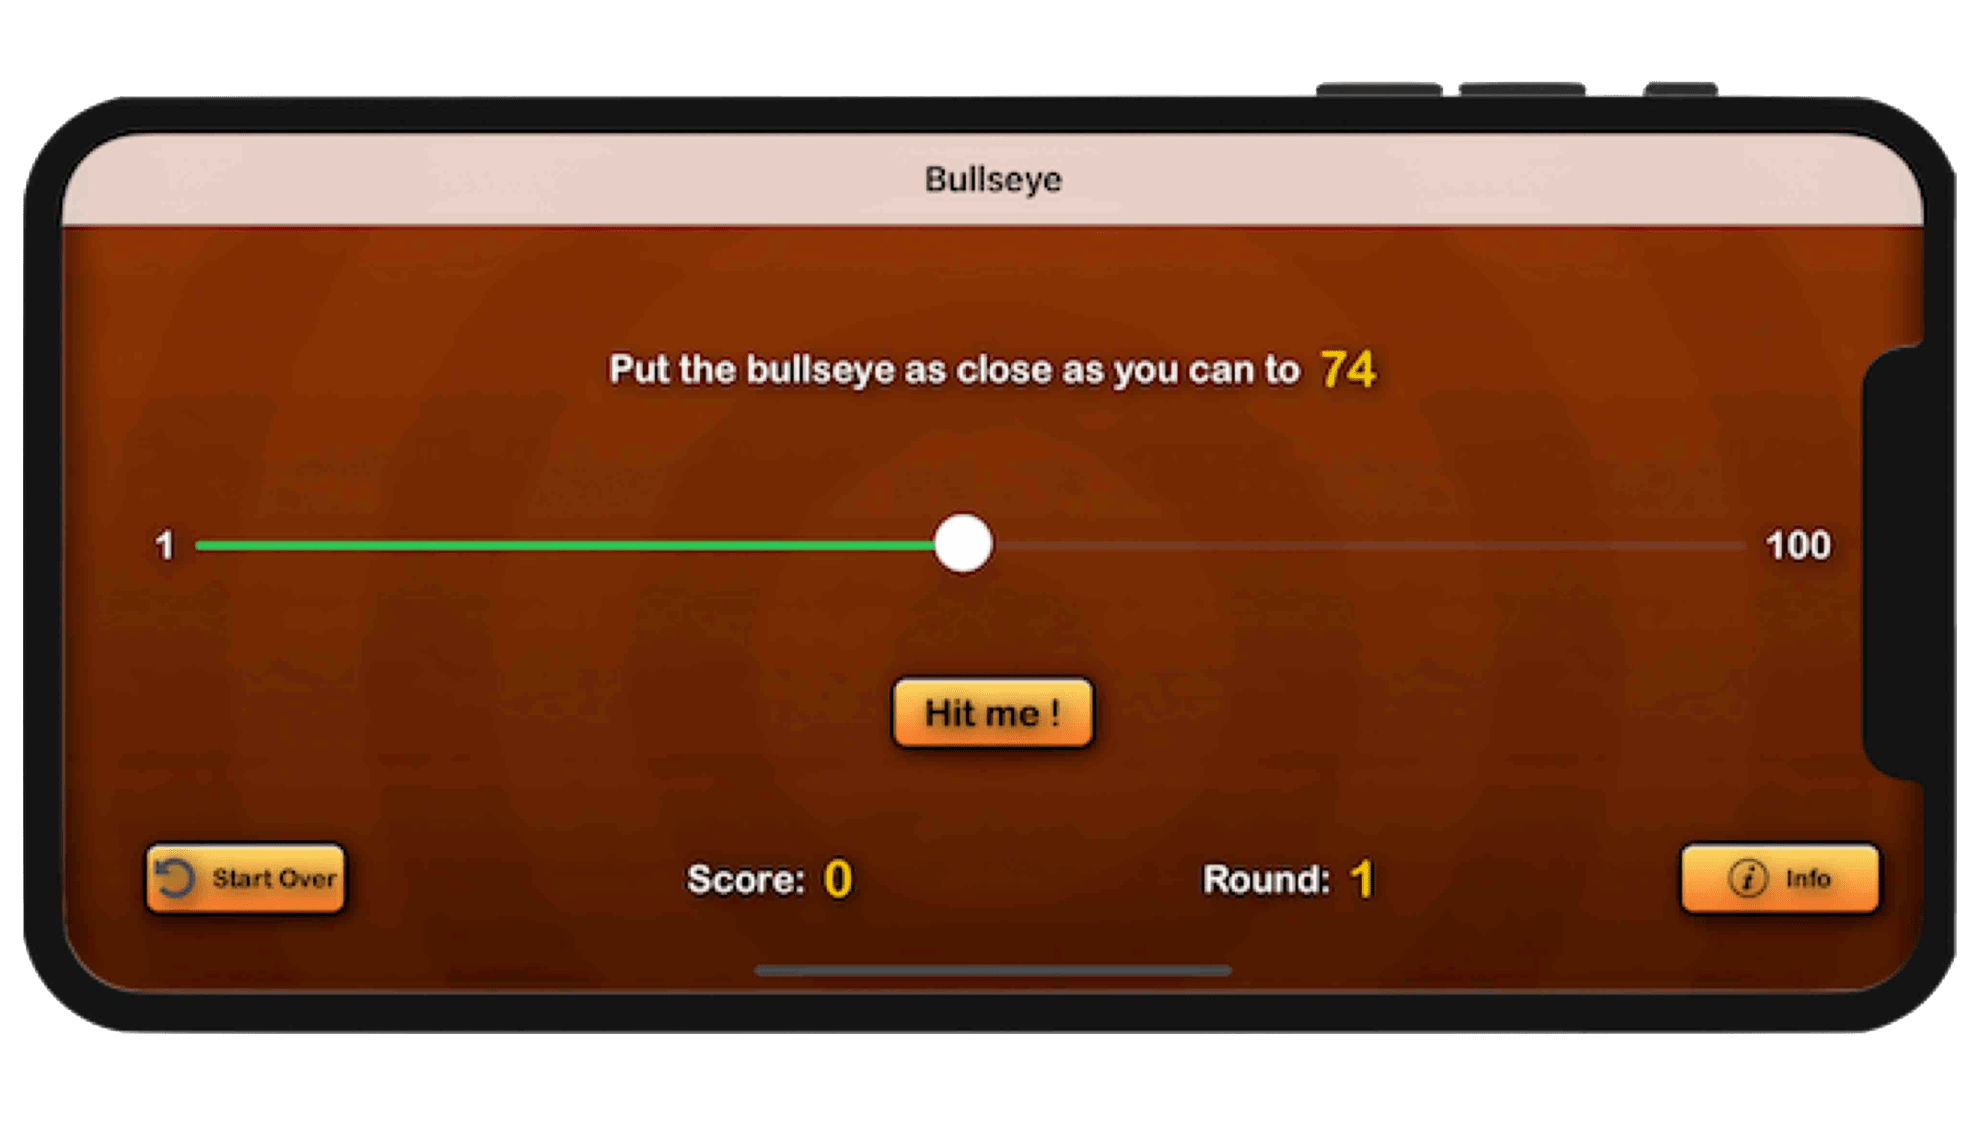 Bullseye
Put the bullseye as close as you can to 74
1 100
Hit me !
Start Over Score: 0 Round: 1 i Info